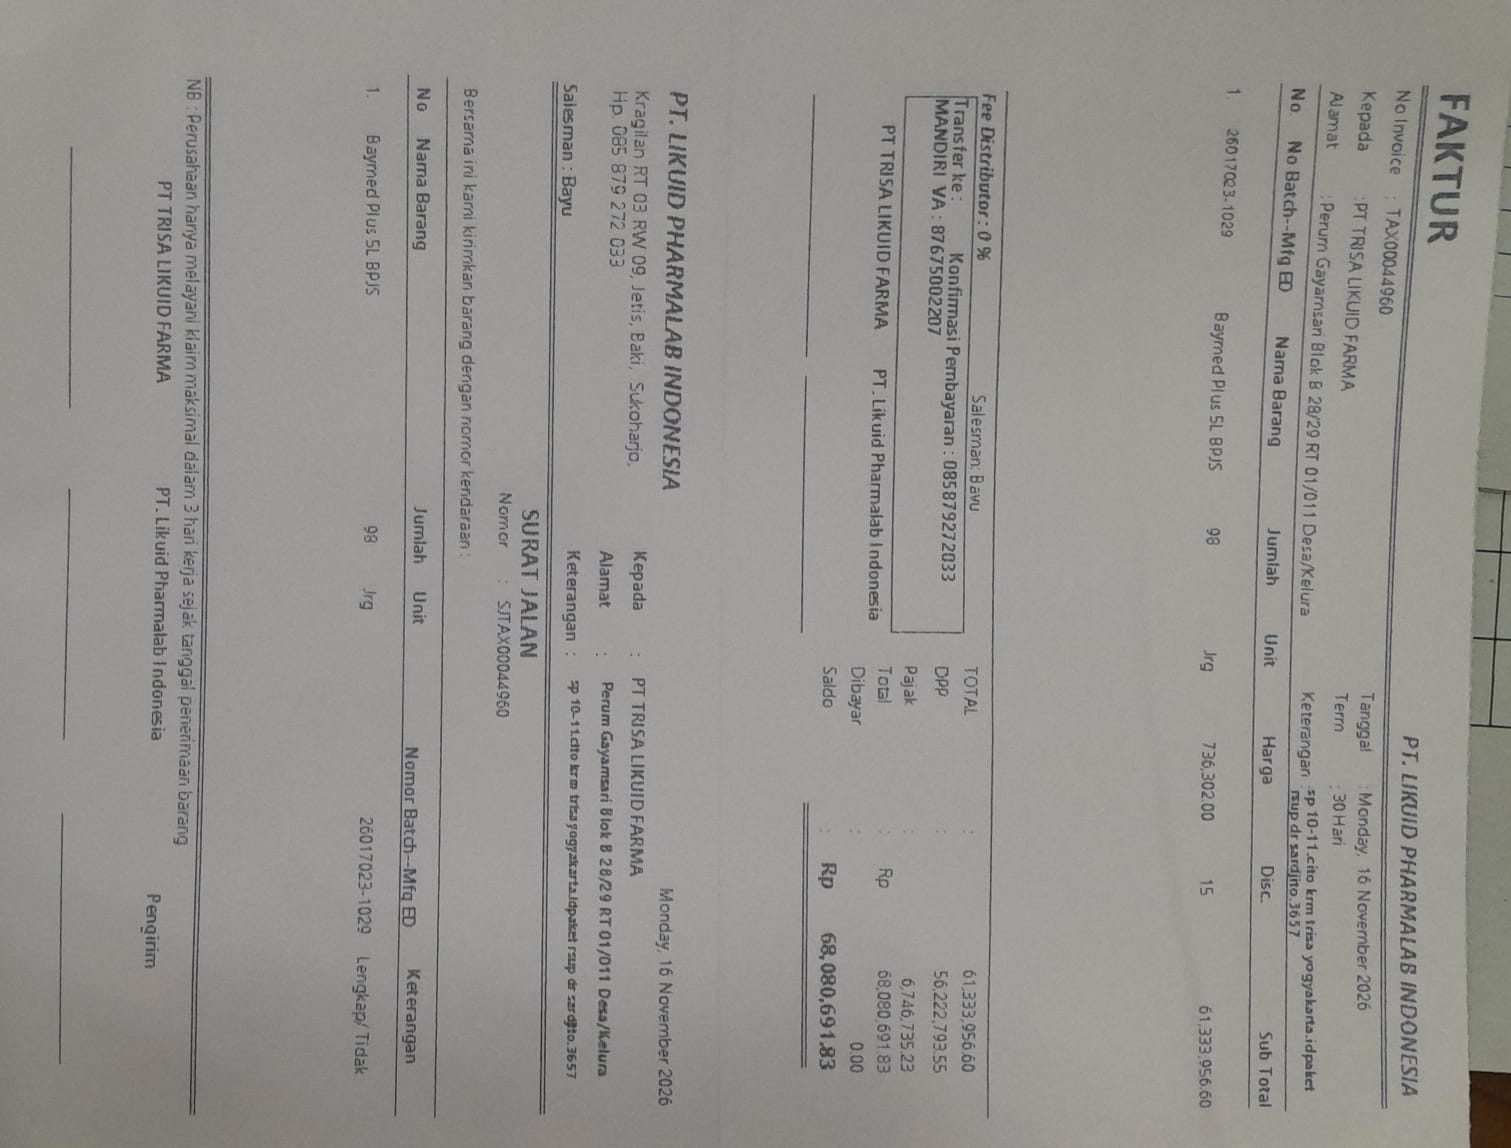 FAKTUR
PT. LIKUID PHARMALAB INDONESIA
No Invoice : TAX00044960
Kepada : PT TRISA LIKUID FARMA
Alamat : Perum Gayamsari Blok B 28/29 RT 01/011 Desa/Kelura
Tanggal : Monday, 16 November 2026
Term : 30 Hari
Keterangan : sp 10-11.cito krm trisa yogyakarta.idpaket
rsup dr sardjito.3657
No. No Batch--Mfg ED Nama Barang Jumlah Unit Harga Disc. Sub Total
1. 26017023-1029 Baymed Plus 5L BPJS 98 Jrg 736,302.00 15 61,333,956.60
Fee Distributor : 0 % Salesman: Bayu
Transfer ke : Konfirmasi Pembayaran : 085879272033
MANDIRI VA : 87675002207
PT TRISA LIKUID FARMA PT. Likuid Pharmalab Indonesia
TOTAL : 61,333,956.60
DPP : 56,222,793.55
Pajak : 6,746,735.23
Total : Rp 68,080,691.83
Dibayar : 0.00
Saldo : Rp 68,080,691.83
PT. LIKUID PHARMALAB INDONESIA
Kragilan RT 03 RW 09, Jetis, Baki, Sukoharjo,
Hp. 085 879 272 033
Salesman : Bayu
Monday, 16 November 2026
Kepada : PT TRISA LIKUID FARMA
Alamat : Perum Gayamsari Blok B 28/29 RT 01/011 Desa/Kelura
Keterangan : sp 10-11.cito krm trisa yogyakarta.idpaket rsup dr sardjito.3657
SURAT JALAN
Nomor : SJTAX00044960
Bersama ini kami kirimkan barang dengan nomor kendaraan :
No Nama Barang Jumlah Unit Nomor Batch--Mfg ED Keterangan
1. Baymed Plus 5L BPJS 98 Jrg 26017023-1029 Lengkap/ Tidak
NB : Perusahaan hanya melayani klaim maksimal dalam 3 hari kerja sejak tanggal penerimaan barang
PT TRISA LIKUID FARMA PT. Likuid Pharmalab Indonesia Pengirim